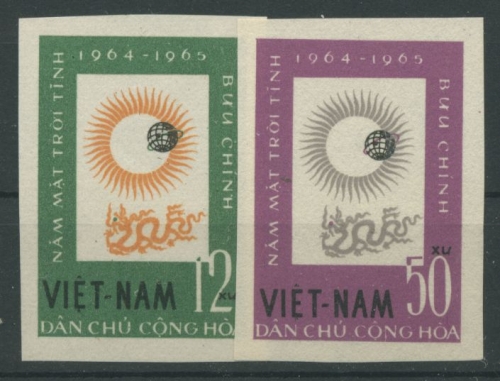 1964-1965
NĂM MẶT TRỜI TĨNH
BƯU CHÍNH
VIỆT-NAM 12 XU
DÂN CHỦ CỘNG HÒA
1964-1965
NĂM MẶT TRỜI TĨNH
BƯU CHÍNH
VIỆT-NAM 50 XU
DÂN CHỦ CỘNG HÒA